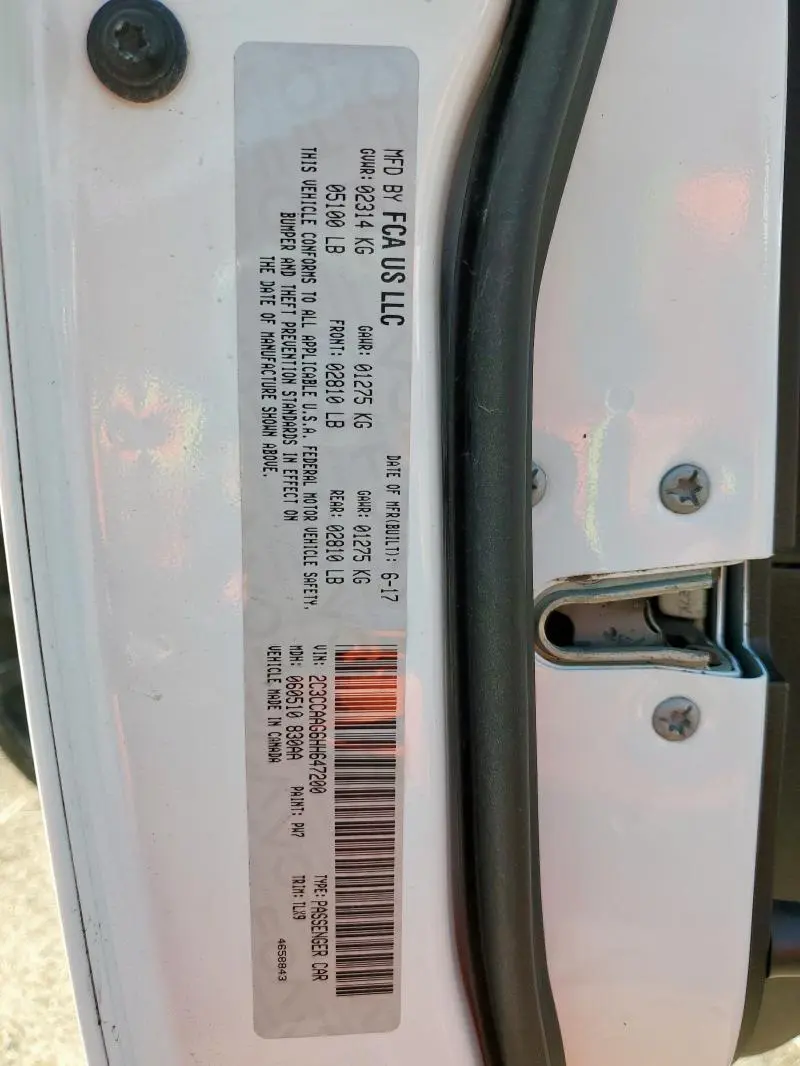 MFD BY FCA US LLC
DATE OF MFR(BUILT): 6-17
GVWR: 02314 KG GAWR: 01275 KG GAWR: 01275 KG
05100 LB FRONT: 02810 LB REAR: 02810 LB
THIS VEHICLE CONFORMS TO ALL APPLICABLE U.S.A. FEDERAL MOTOR VEHICLE SAFETY,
BUMPER AND THEFT PREVENTION STANDARDS IN EFFECT ON
THE DATE OF MANUFACTURE SHOWN ABOVE.
VIN: 2C3CCAAG6HH647200 TYPE: PASSENGER CAR
MDH: 060510 830AA PAINT: PW7 TRIM: TLX9
VEHICLE MADE IN CANADA 4658843